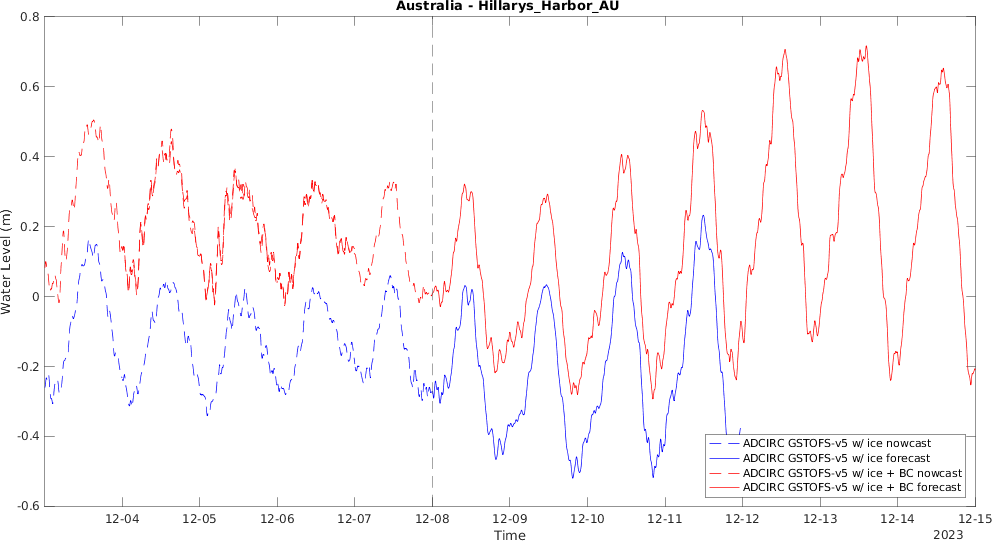 Australia - Hillarys_Harbor_AU
0.8
0.6
0.4
0.2
0
-0.2
-0.4
-0.6
Water Level (m)
ADCIRC GSTOFS-v5 w/ ice nowcast
ADCIRC GSTOFS-v5 w/ ice forecast
ADCIRC GSTOFS-v5 w/ ice + BC nowcast
ADCIRC GSTOFS-v5 w/ ice + BC forecast
12-04 12-05 12-06 12-07 12-08 12-09 12-10 12-11 12-12 12-13 12-14 12-15
Time
2023